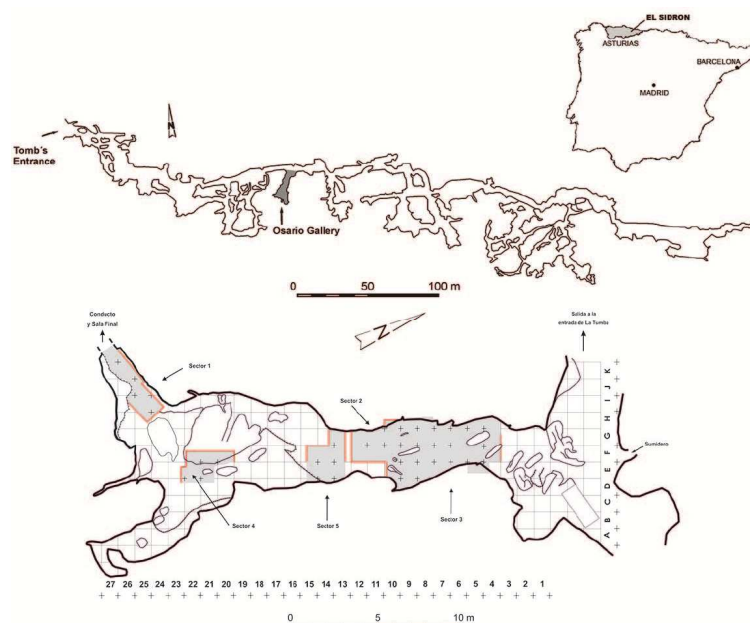 EL SIDRON
ASTURIAS
BARCELONA
MADRID
N
Tomb's
Entrance
Osario Gallery
0 50 100 m
Conducto
y Sala Final
N
Salida a la
entrada de La Tumba
Sector 1
Sector 2
Sumidero
Sector 4
Sector 5
Sector 3
A B C D E F G H I J K
27 26 25 24 23 22 21 20 19 18 17 16 15 14 13 12 11 10 9 8 7 6 5 4 3 2 1
0 5 10 m